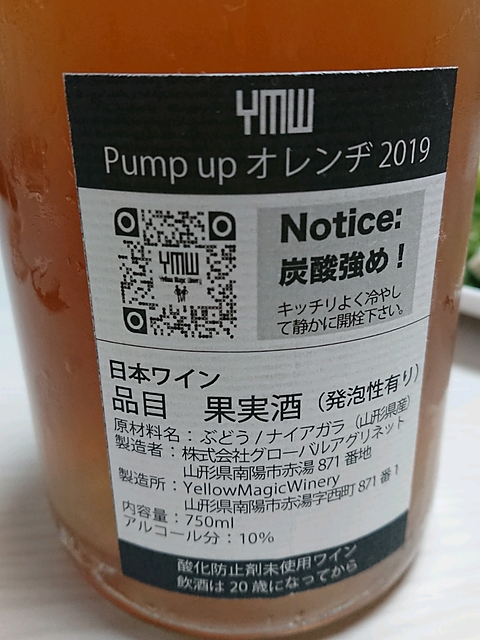 YMW
Pump up オレンヂ 2019
YMW
Notice:
炭酸強め！
キッチリよく冷やし
て静かに開栓下さい。
日本ワイン
品目　果実酒（発泡性有り）
原材料名：ぶどう / ナイアガラ（山形県産）
製造者：株式会社グローバルアグリネット
山形県南陽市赤湯 871 番地
製造所：YellowMagicWinery
山形県南陽市赤湯字西町 871 番 1
内容量：750ml
アルコール分：10%
酸化防止剤未使用ワイン
飲酒は 20 歳になってから